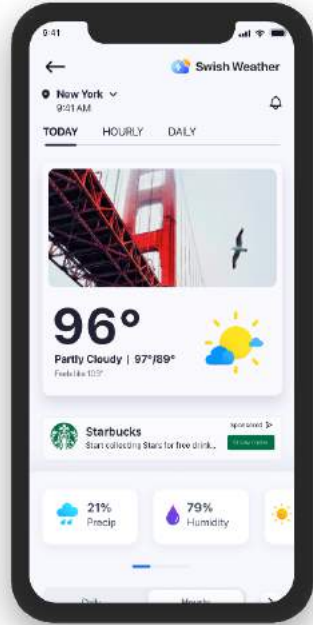 9:41
Swish Weather
New York
9:41 AM
TODAY HOURLY DAILY
96°
Partly Cloudy | 97°/89°
Feels like
Starbucks
sponsored
Start collecting Stars for free drink...
21%
Precip
79%
Humidity
Daily
Hourly